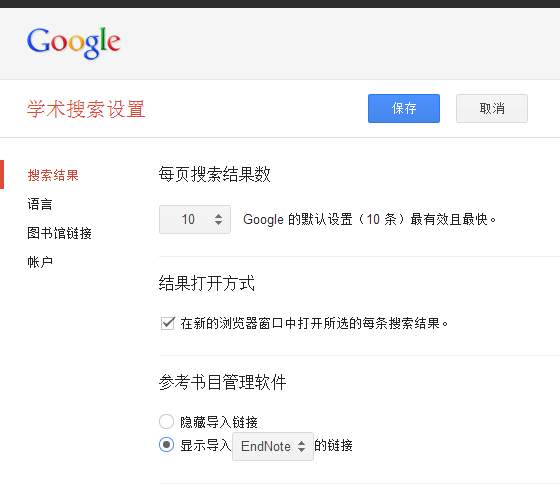 Google
学术搜索设置
保存
取消
搜索结果
语言
图书馆链接
帐户
每页搜索结果数
10 Google 的默认设置（10 条）最有效且最快。
结果打开方式
在新的浏览器窗口中打开所选的每条搜索结果。
参考书目管理软件
隐藏导入链接
显示导入 EndNote 的链接